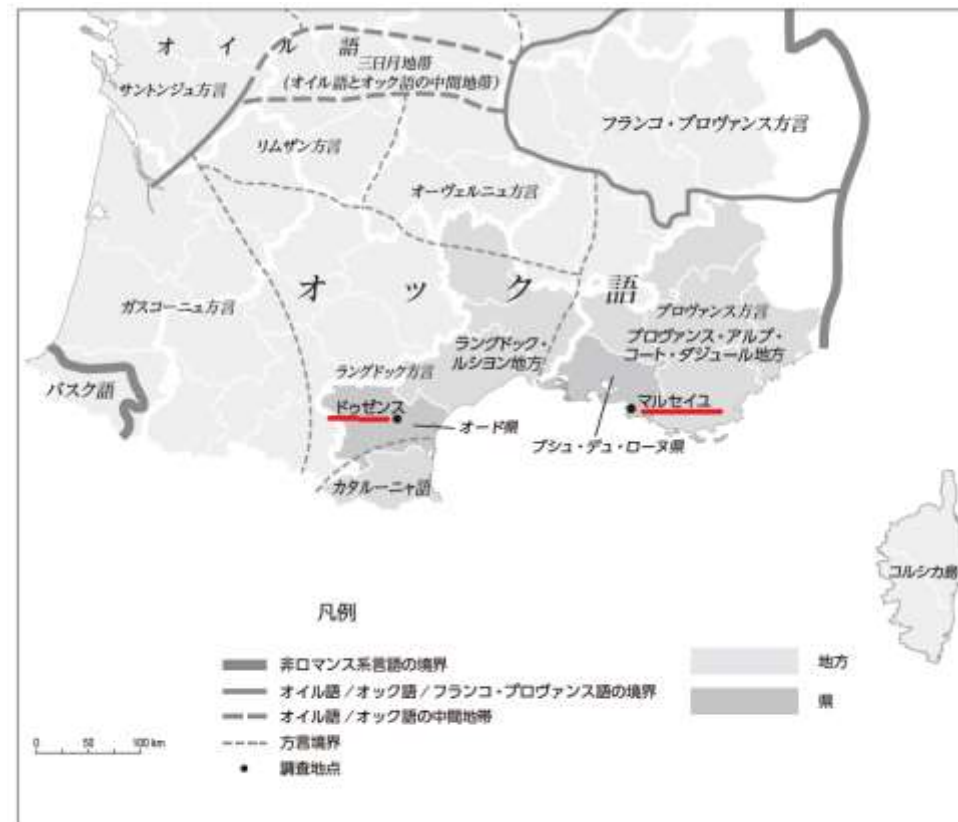 オイル語
三日月地帯
(オイル語とオック語の中間地帯)
サントンジュ方言
フランコ・プロヴァンス方言
リムザン方言
オーヴェルニュ方言
オック語
ガスコーニュ方言
プロヴァンス方言
プロヴァンス・アルプ・
コート・ダジュール地方
ラングドック・
ルシヨン地方
ラングドック方言
バスク語
ドゥゼンス
マルセイユ
オード県
ブシュ・デュ・ローヌ県
カタルーニャ語
コルシカ島
凡例
非ロマンス系言語の境界
オイル語/オック語/フランコ・プロヴァンス語の境界
オイル語/オック語の中間地帯
方言境界
調査地点
地方
県
0 50 100 km